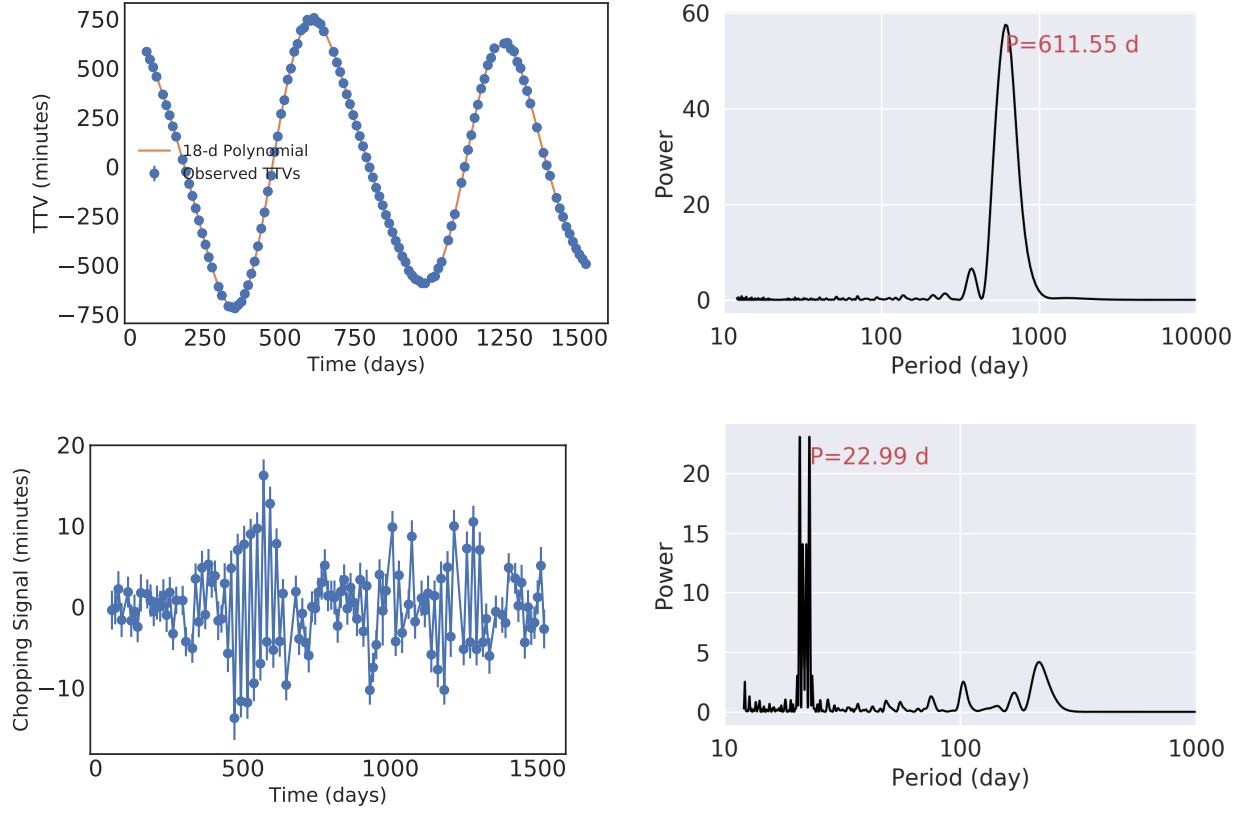 750
500
250
0
−250
−500
−750
TTV (minutes)
18-d Polynomial
Observed TTVs
0 250 500 750 1000 1250 1500
Time (days)
60
40
20
0
Power
P=611.55 d
12 100 1000 10000
Period (day)
20
10
0
−10
Chopping Signal (minutes)
0 500 1000 1500
Time (days)
20
15
10
5
0
Power
P=22.99 d
10 100 1000
Period (day)